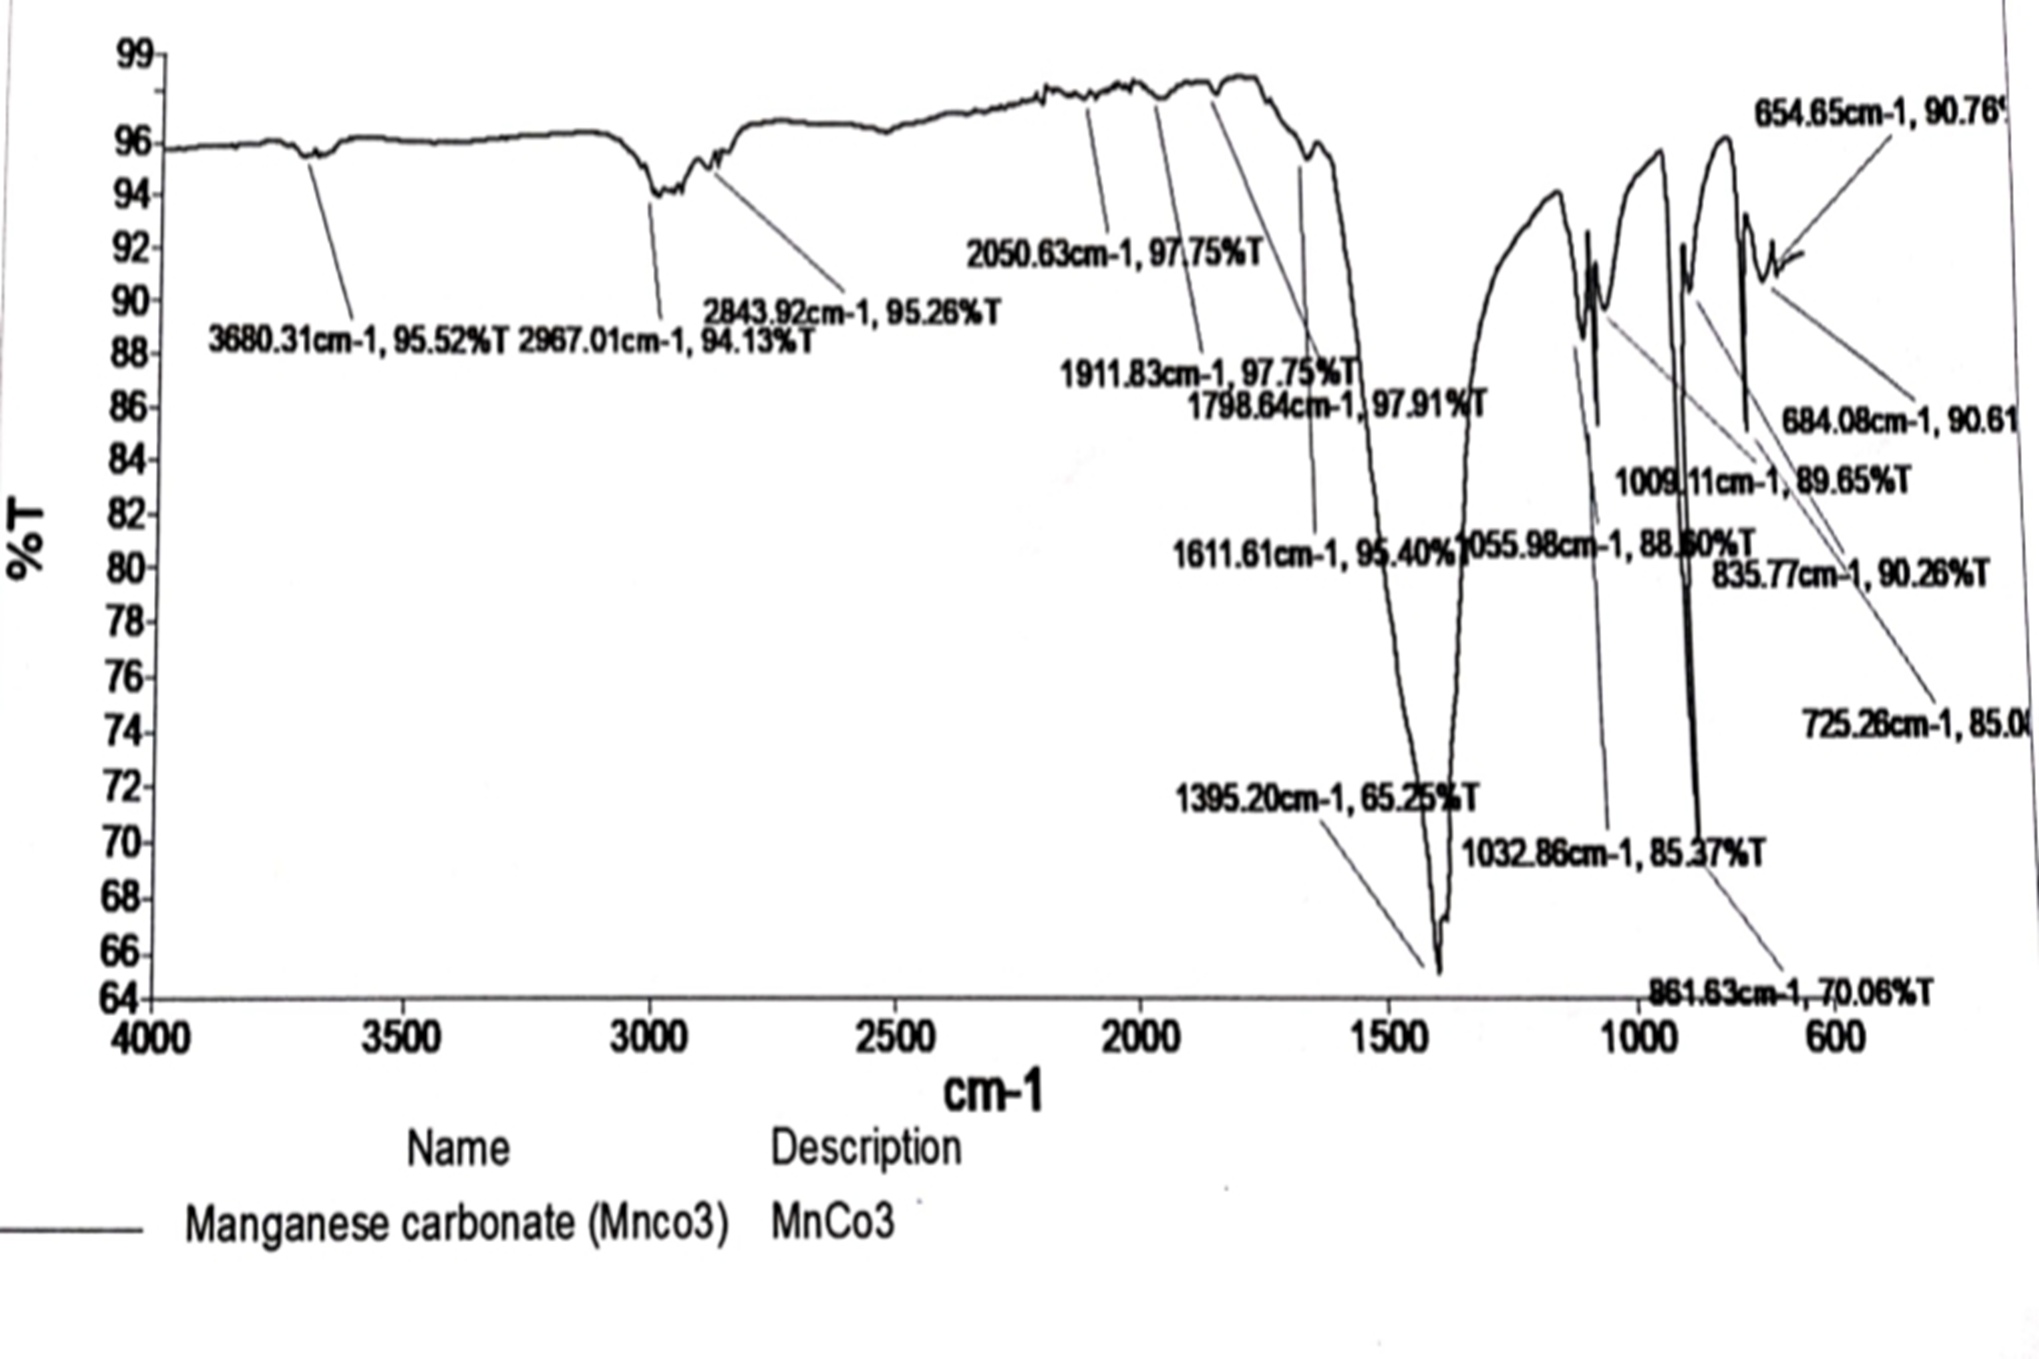 99
96
94
92
90
88
86
84
82
80
78
76
74
72
70
68
66
64
%T
654.65cm-1, 90.76
2050.63cm-1, 97.75%T
2843.92cm-1, 95.26%T
3680.31cm-1, 95.52%T 2967.01cm-1, 94.13%T
1911.83cm-1, 97.75%T
1798.64cm-1, 97.91%T
684.08cm-1, 90.61
1009.11cm-1, 89.65%T
1611.61cm-1, 95.40%T
1055.98cm-1, 88.60%T
835.77cm-1, 90.26%T
725.26cm-1, 85.0
1395.20cm-1, 65.25%T
1032.86cm-1, 85.37%T
861.63cm-1, 70.06%T
4000 3500 3000 2500 2000 1500 1000 600
cm-1
Name Description
Manganese carbonate (Mnco3) MnCo3